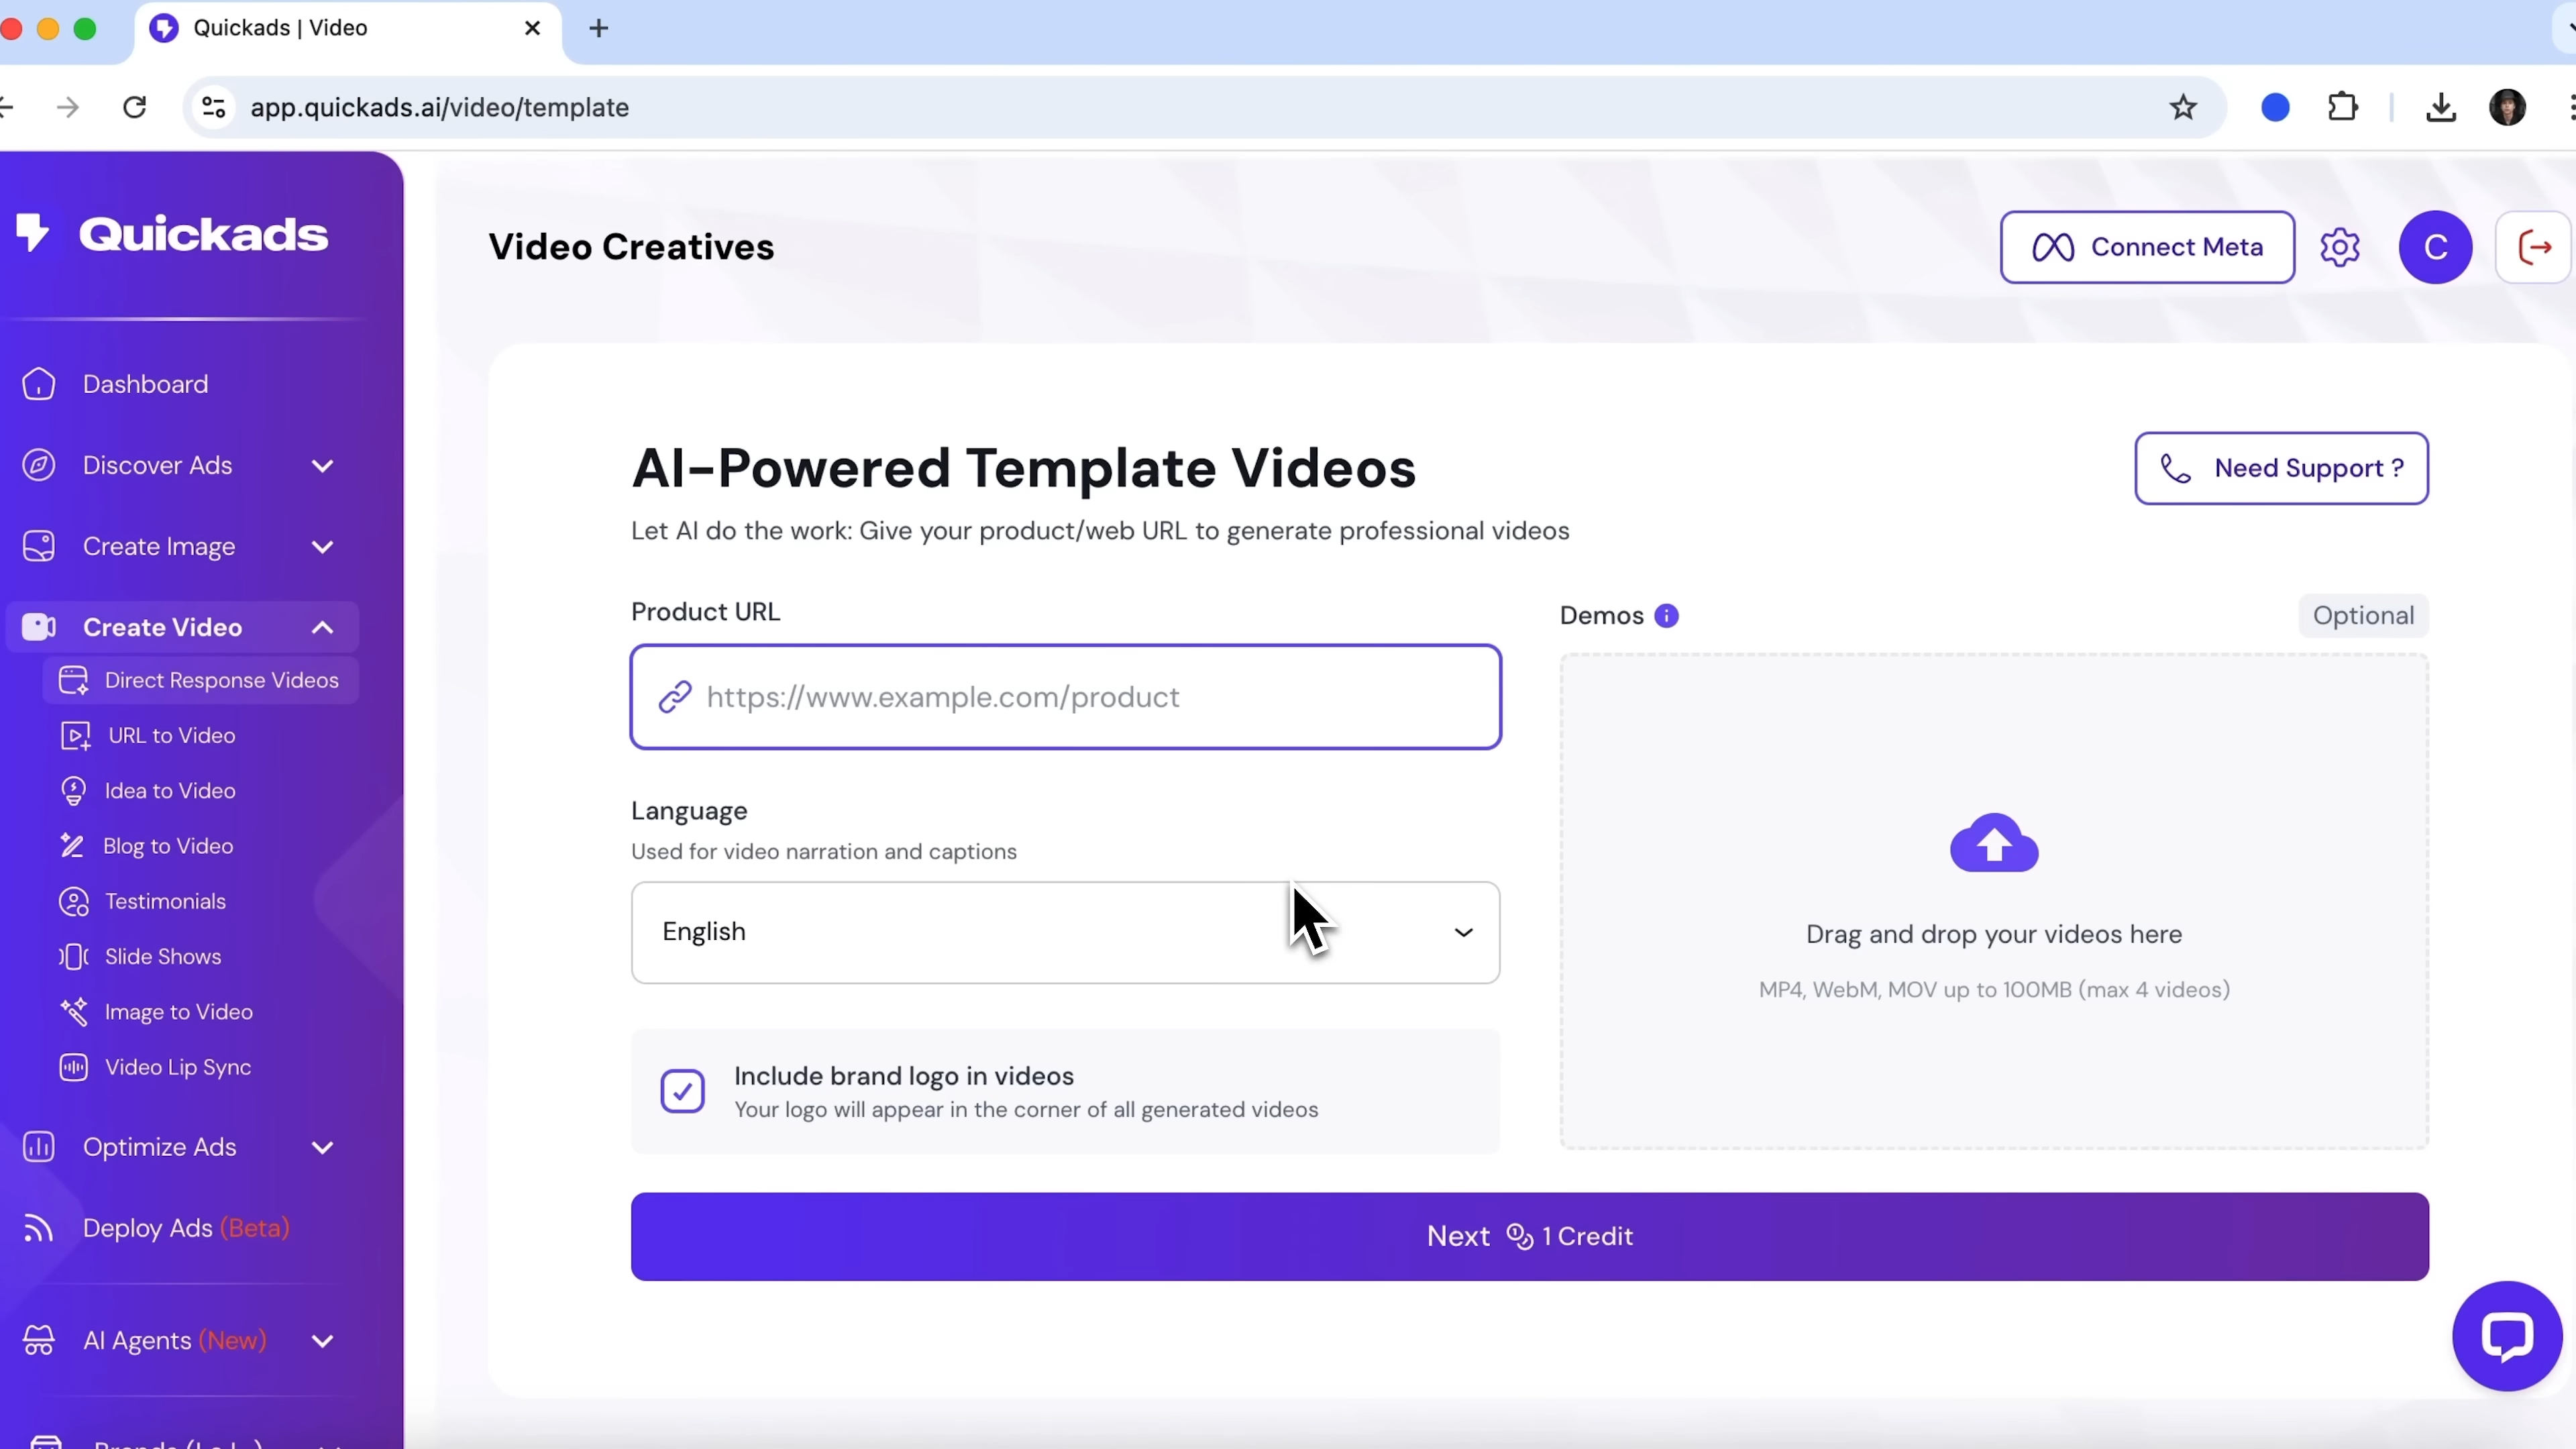 Quickads | Video
app.quickads.ai/video/template
Quickads
Dashboard
Discover Ads
Create Image
Create Video
Direct Response Videos
URL to Video
Idea to Video
Blog to Video
Testimonials
Slide Shows
Image to Video
Video Lip Sync
Optimize Ads
Deploy Ads (Beta)
AI Agents (New)
Video Creatives
Connect Meta
C
AI-Powered Template Videos
Need Support ?
Let AI do the work: Give your product/web URL to generate professional videos
Product URL
https://www.example.com/product
Language
Used for video narration and captions
English
Include brand logo in videos
Your logo will appear in the corner of all generated videos
Demos
Optional
Drag and drop your videos here
MP4, WebM, MOV up to 100MB (max 4 videos)
Next 1 Credit